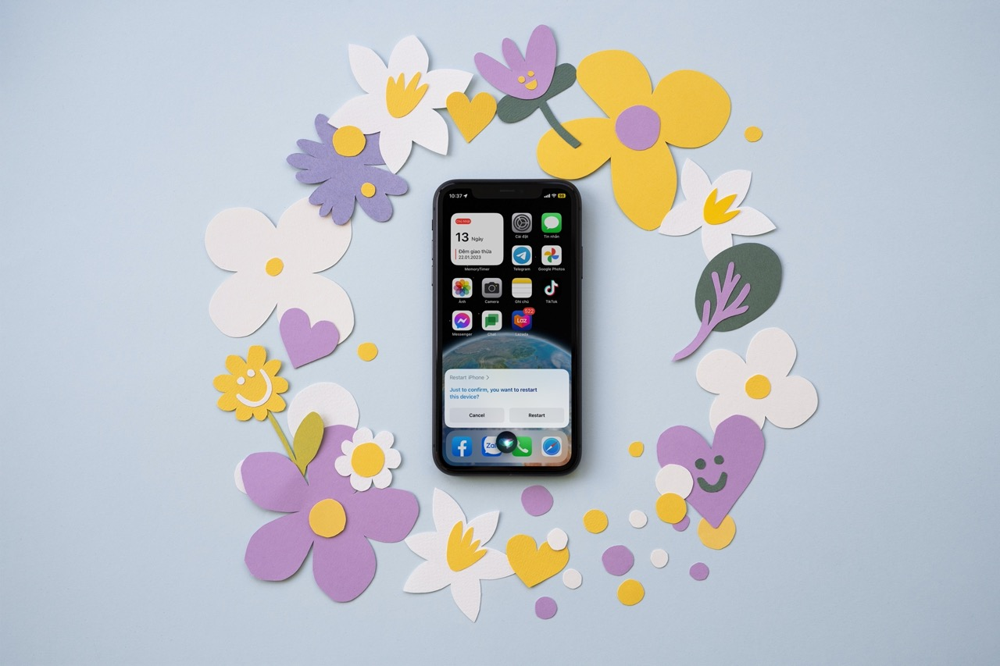 10:37
Chủ Nhật
13 Ngày
Đêm giao thừa
22.01.2023
MemoryTimer
Cài đặt
Tin nhắn
Telegram
Google Photos
Ảnh
Camera
Ghi chú
TikTok
522
Laz
Messenger
Chat
Lazada
Restart iPhone
Just to confirm, you want to restart
this device?
Cancel
Restart
Za